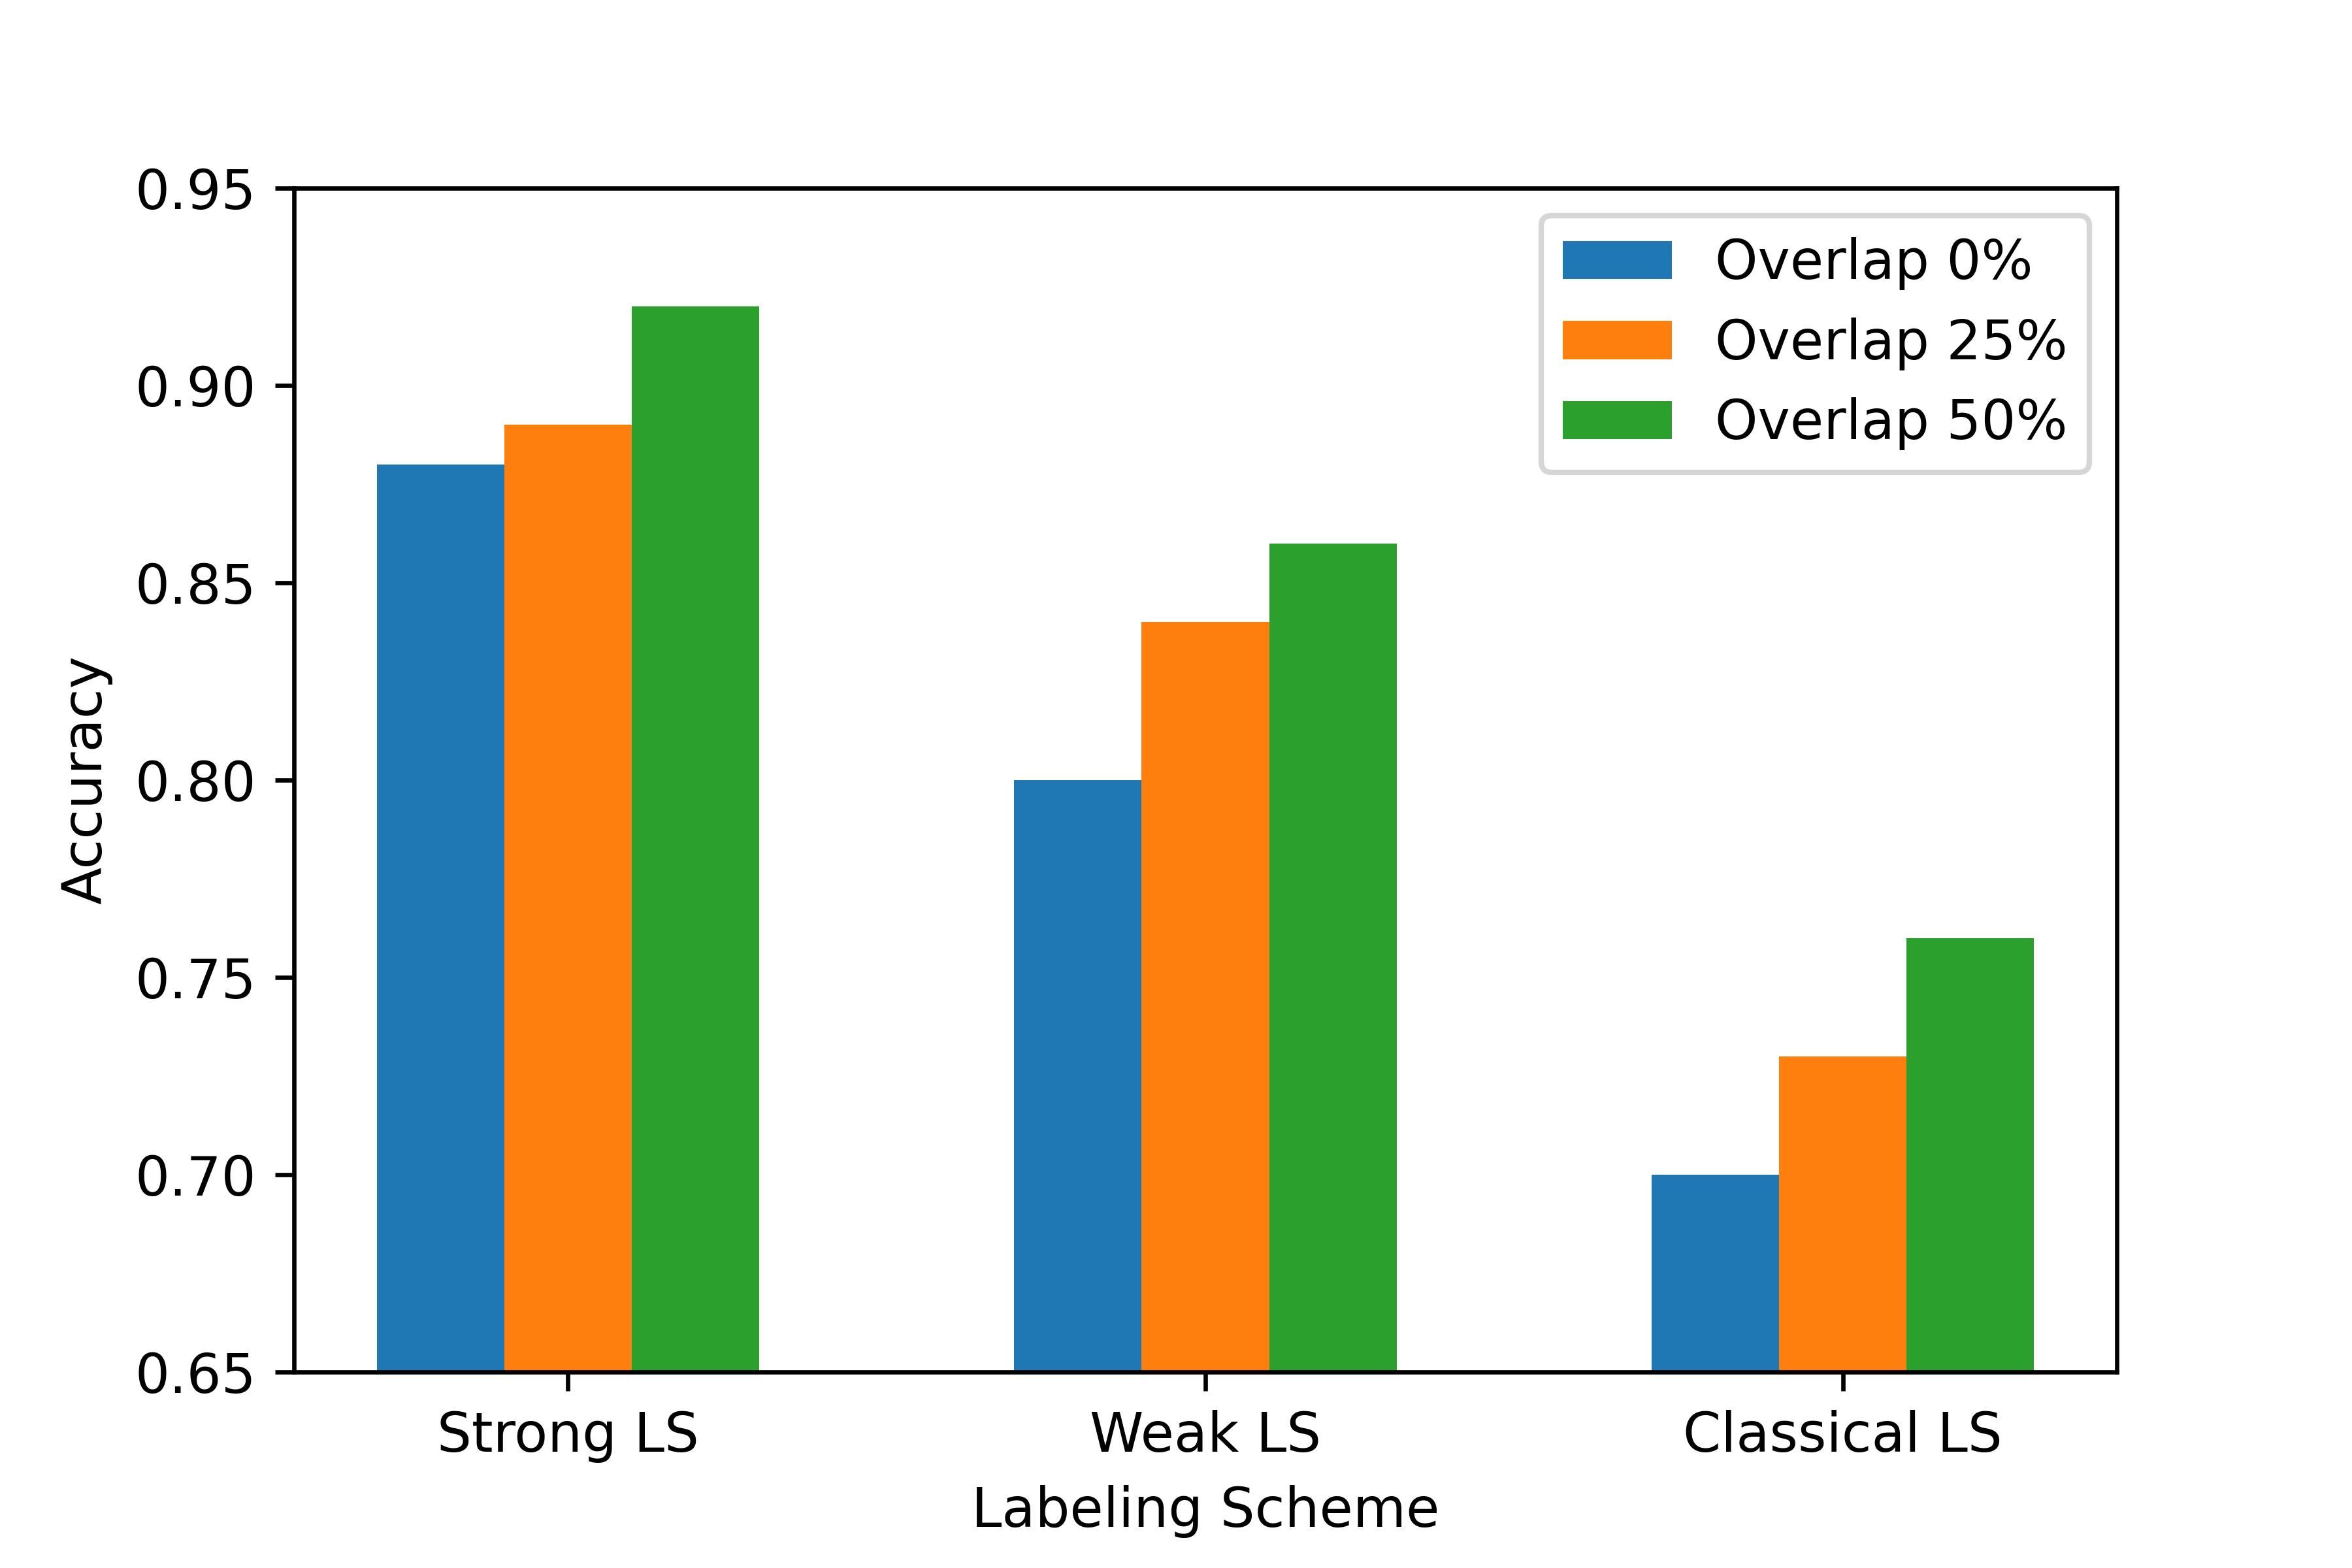 0.95
0.90
0.85
0.80
0.75
0.70
0.65
Accuracy
Overlap 0%
Overlap 25%
Overlap 50%
Strong LS
Weak LS
Classical LS
Labeling Scheme